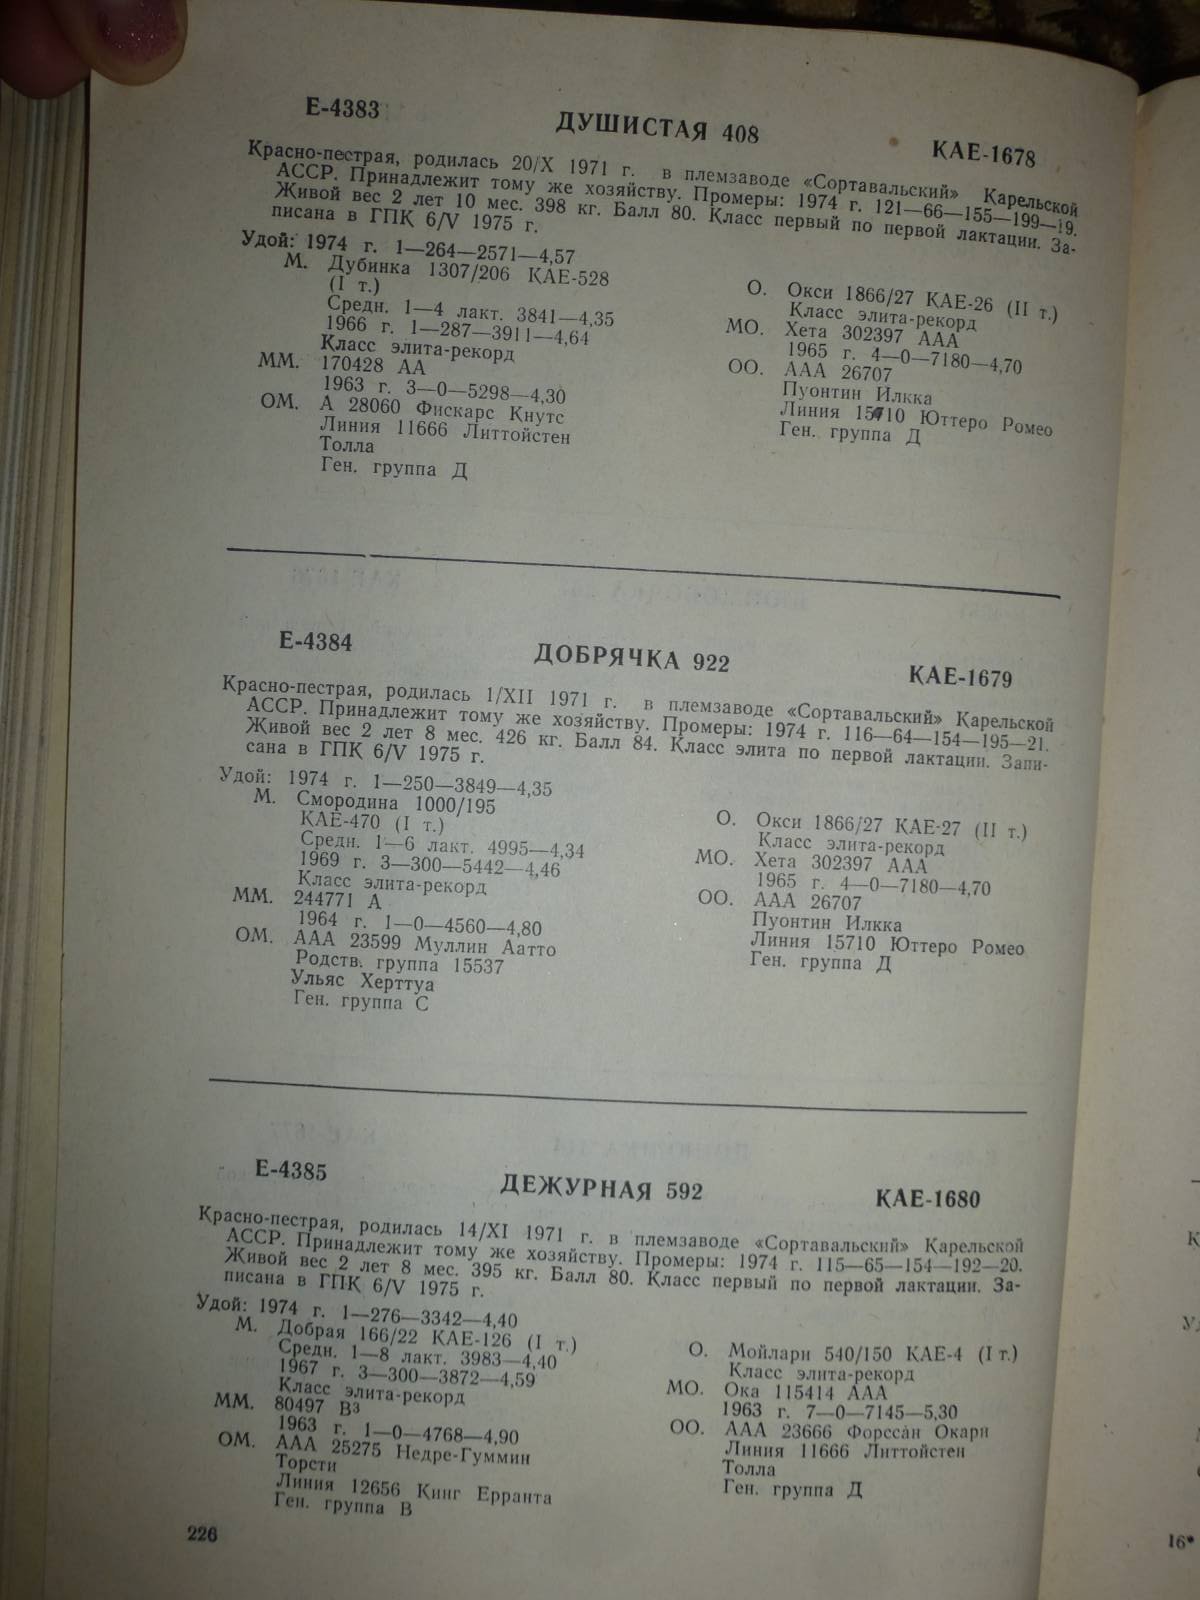 Е-4383
ДУШИСТАЯ 408
КАЕ-1678
Красно-пестрая, родилась 20/X 1971 г. в племзаводе «Сортавальский» Карельской
АССР. Принадлежит тому же хозяйству. Промеры: 1974 г. 121—66—155—199—19.
Живой вес 2 лет 10 мес. 398 кг. Балл 80. Класс первый по первой лактации. За-
писана в ГПК 6/V 1975 г.
Удой: 1974 г. 1—264—2571—4,57
М. Дубинка 1307/206 КАЕ-528
(I т.)
Средн. 1—4 лакт. 3841—4,35
1966 г. 1—287—3911—4,64
Класс элита-рекорд
ММ. 170428 АА
1963 г. 3—0—5298—4,30
ОМ. А 28060 Фискарс Кнутс
Линия 11666 Литтойстен
Толла
Ген. группа Д
О. Окси 1866/27 КАЕ-26 (II т.)
Класс элита-рекорд
МО. Хета 302397 ААА
1965 г. 4—0—7180—4,70
ОО. ААА 26707
Пуонтин Илкка
Линия 15710 Юттеро Ромео
Ген. группа Д
Е-4384
ДОБРЯЧКА 922
КАЕ-1679
Красно-пестрая, родилась 1/XII 1971 г. в племзаводе «Сортавальский» Карельской
АССР. Принадлежит тому же хозяйству. Промеры: 1974 г. 116—64—154—195—21.
Живой вес 2 лет 8 мес. 426 кг. Балл 84. Класс элита по первой лактации. Запи-
сана в ГПК 6/V 1975 г.
Удой: 1974 г. 1—250—3849—4,35
М. Смородина 1000/195
КАЕ-470 (I т.)
Средн. 1—6 лакт. 4995—4,34
1969 г. 3—300—5442—4,46
Класс элита-рекорд
ММ. 244771 А
1964 г. 1—0—4560—4,80
ОМ. ААА 23599 Муллин Аатто
Родств. группа 15537
Ульяс Херттуа
Ген. группа С
О. Окси 1866/27 КАЕ-27 (II т.)
Класс элита-рекорд
МО. Хета 302397 ААА
1965 г. 4—0—7180—4,70
ОО. ААА 26707
Пуонтин Илкка
Линия 15710 Юттеро Ромео
Ген. группа Д
Е-4385
ДЕЖУРНАЯ 592
КАЕ-1680
Красно-пестрая, родилась 14/XI 1971 г. в племзаводе «Сортавальский» Карельской
АССР. Принадлежит тому же хозяйству. Промеры: 1974 г. 115—65—154—192—20.
Живой вес 2 лет 8 мес. 395 кг. Балл 80. Класс первый по первой лактации. За-
писана в ГПК 6/V 1975 г.
Удой: 1974 г. 1—276—3342—4,40
М. Добрая 166/22 КАЕ-126 (I т.)
Средн. 1—8 лакт. 3983—4,40
1967 г. 3—300—3872—4,59
Класс элита-рекорд
ММ. 80497 В3
1963 г. 1—0—4768—4,90
ОМ. ААА 25275 Недре-Гуммин
Торсти
Линия 12656 Кинг Ерранта
Ген. группа В
О. Мойлари 540/150 КАЕ-4 (I т.)
Класс элита-рекорд
МО. Ока 115414 ААА
1963 г. 7—0—7145—5,30
ОО. ААА 23666 Форссан Окари
Линия 11666 Литтойстен
Толла
Ген. группа Д
226
16*